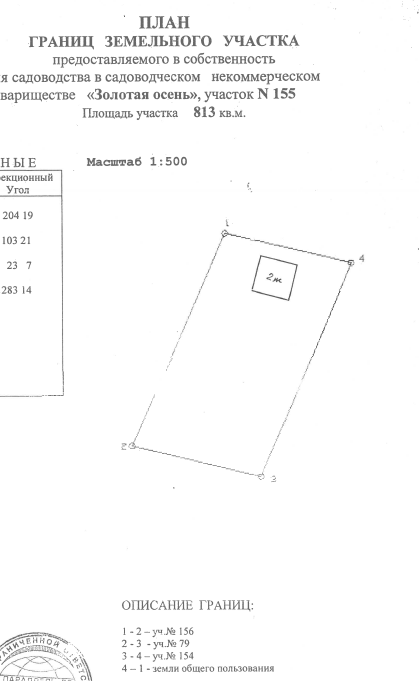 ПЛАН
ГРАНИЦ ЗЕМЕЛЬНОГО УЧАСТКА
предоставляемого в собственность
я садоводства в садоводческом некоммерческом
вариществе «Золотая осень», участок N 155
Площадь участка 813 кв.м.
НЫЕ Масштаб 1:500
рекционный
Угол
204 19
103 21
23 7
283 14
1
4
2ж
2
3
ОПИСАНИЕ ГРАНИЦ:
1 - 2 – уч.№ 156
2 - 3 - уч.№ 79
3 - 4 – уч.№ 154
4 – 1 - земли общего пользования